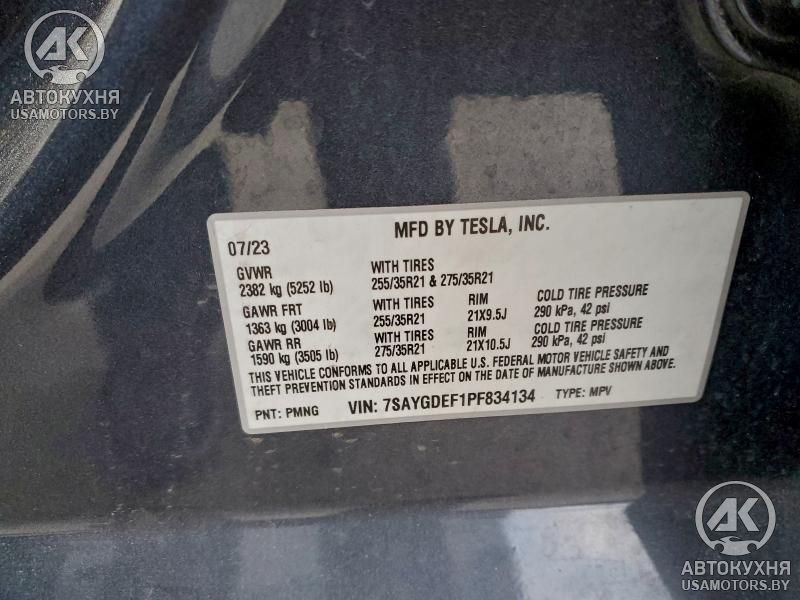 AK
АВТОКУХНЯ
USAMOTORS.BY
MFD BY TESLA, INC.
07/23
GVWR
2382 kg (5252 lb)
WITH TIRES
255/35R21 & 275/35R21
GAWR FRT
1363 kg (3004 lb)
WITH TIRES
255/35R21
RIM
21X9.5J
COLD TIRE PRESSURE
290 kPa, 42 psi
GAWR RR
1590 kg (3505 lb)
WITH TIRES
275/35R21
RIM
21X10.5J
COLD TIRE PRESSURE
290 kPa, 42 psi
THIS VEHICLE CONFORMS TO ALL APPLICABLE U.S. FEDERAL MOTOR VEHICLE SAFETY AND
THEFT PREVENTION STANDARDS IN EFFECT ON THE DATE OF MANUFACTURE SHOWN ABOVE.
PNT: PMNG VIN: 7SAYGDEF1PF834134 TYPE: MPV
AK
АВТОКУХНЯ
USAMOTORS.BY